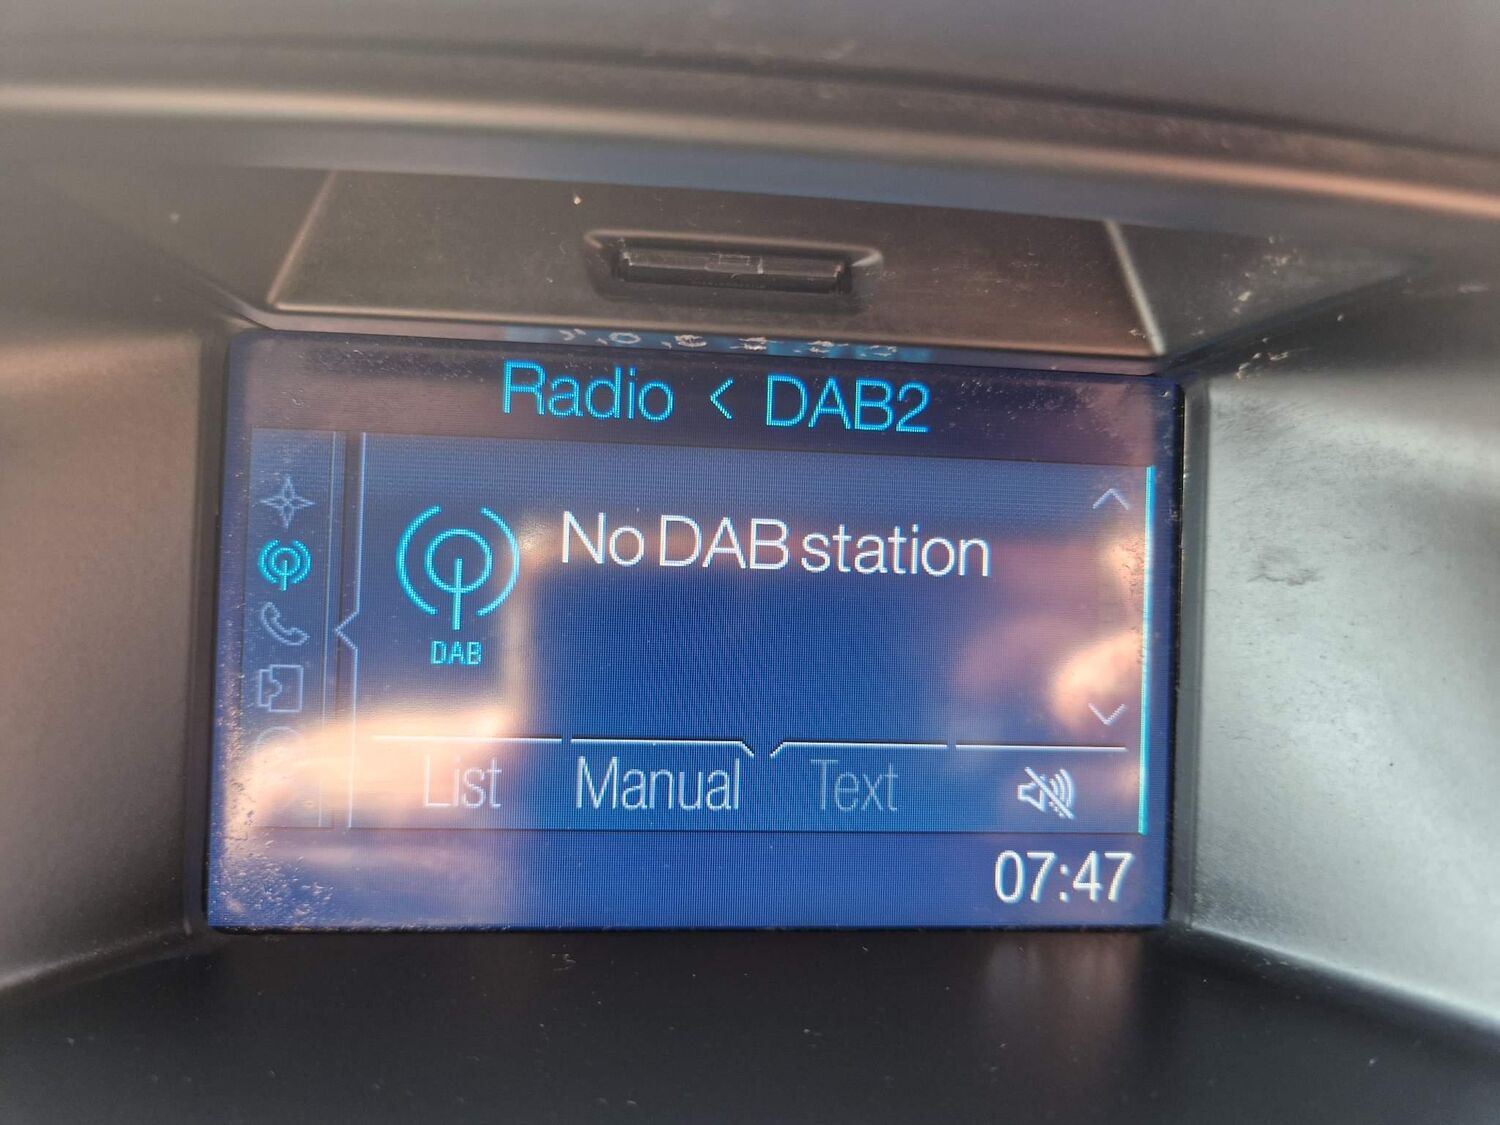 Radio < DAB2
No DAB station
DAB
List Manual Text
07:47